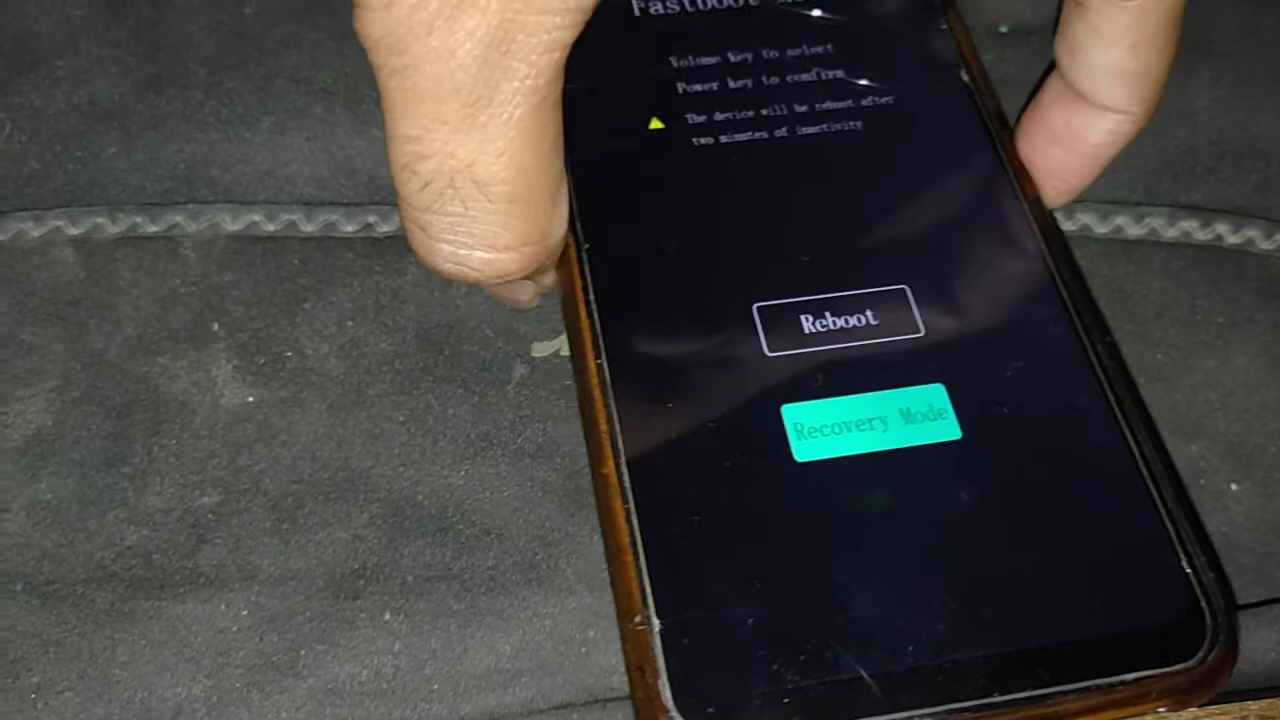 Fastboot
Volume key to select
Power key to confirm
The device will be reboot after
two minutes of inactivity
Reboot
Recovery Mode